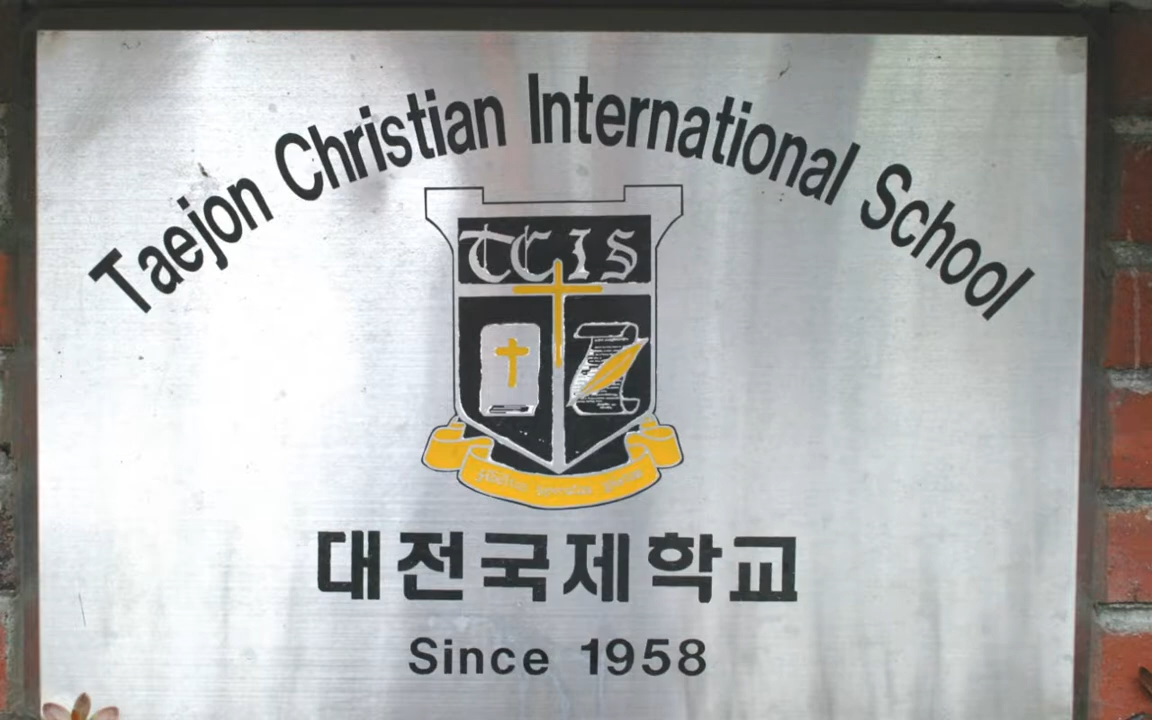 Taejon Christian International School
TCIS
대전국제학교
Since 1958